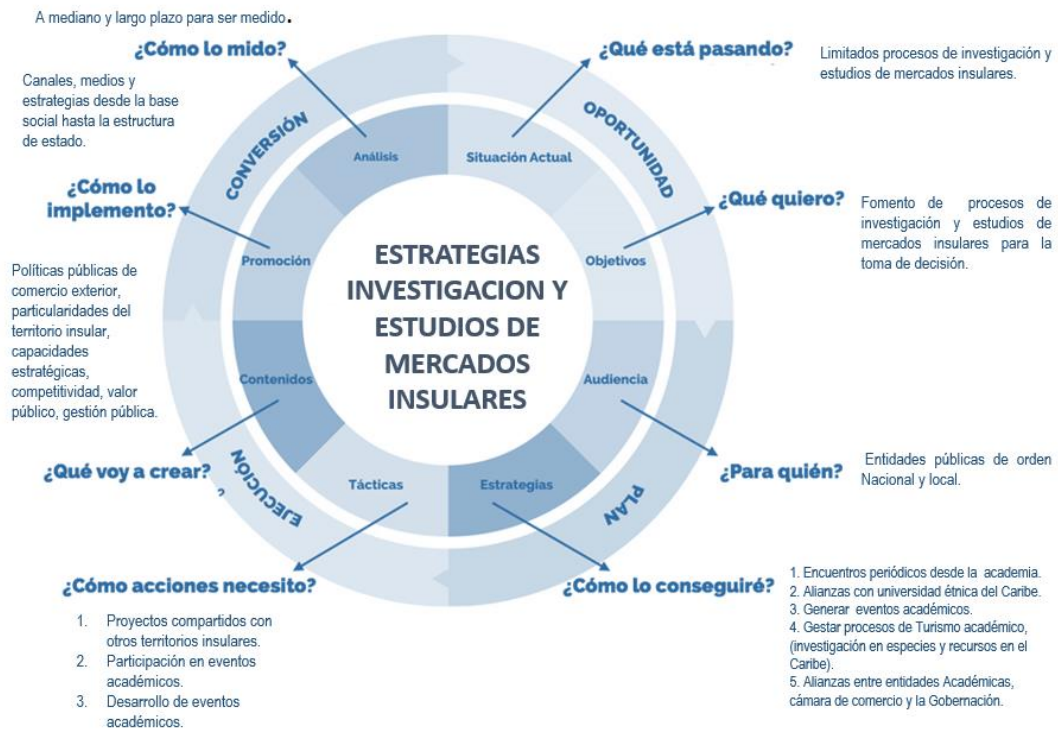 A mediano y largo plazo para ser medido.
¿Cómo lo mido?
Canales, medios y
estrategias desde la base
social hasta la estructura
de estado.
¿Qué está pasando?
Limitados procesos de investigación y
estudios de mercados insulares.
CONVERSIÓN
OPORTUNIDAD
Análisis
Situación Actual
¿Cómo lo
implemento?
¿Qué quiero?
Fomento de procesos de
investigación y estudios de
mercados insulares para la
toma de decisión.
Promoción
Objetivos
ESTRATEGIAS
INVESTIGACION Y
ESTUDIOS DE
MERCADOS
INSULARES
Políticas públicas de
comercio exterior,
particularidades del
territorio insular,
capacidades
estratégicas,
competitividad, valor
público, gestión pública.
Contenidos
Audiencia
¿Qué voy a crear?
¿Para quién?
Entidades públicas de orden
Nacional y local.
EJECUCIÓN
PLAN
Tácticas
Estrategias
¿Cómo acciones necesito?
1. Proyectos compartidos con
otros territorios insulares.
2. Participación en eventos
académicos.
3. Desarrollo de eventos
académicos.
¿Cómo lo conseguiré?
1. Encuentros periódicos desde la academia.
2. Alianzas con universidad étnica del Caribe.
3. Generar eventos académicos.
4. Gestar procesos de Turismo académico,
(investigación en especies y recursos en el
Caribe).
5. Alianzas entre entidades Académicas,
cámara de comercio y la Gobernación.